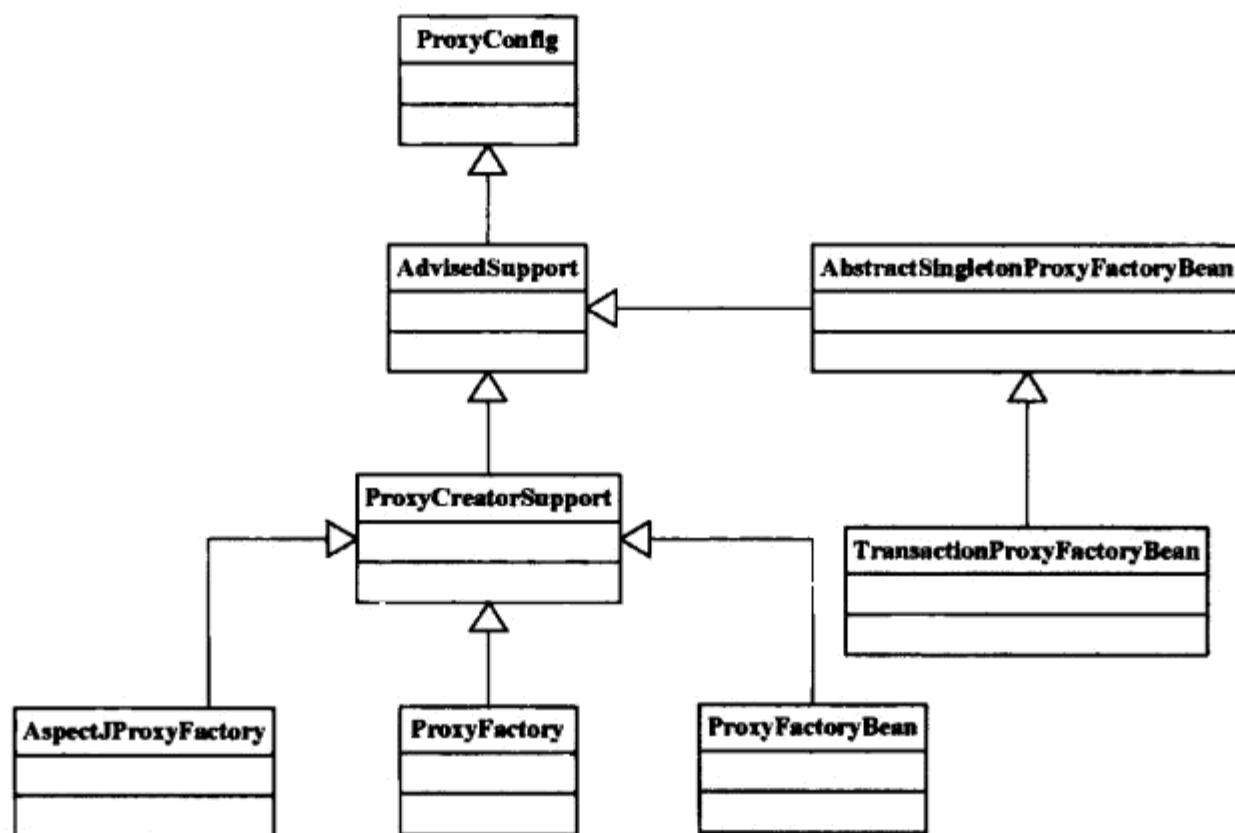 ProxyConfig
AdvisedSupport
AbstractSingletonProxyFactoryBean
ProxyCreatorSupport
TransactionProxyFactoryBean
AspectJProxyFactory
ProxyFactory
ProxyFactoryBean